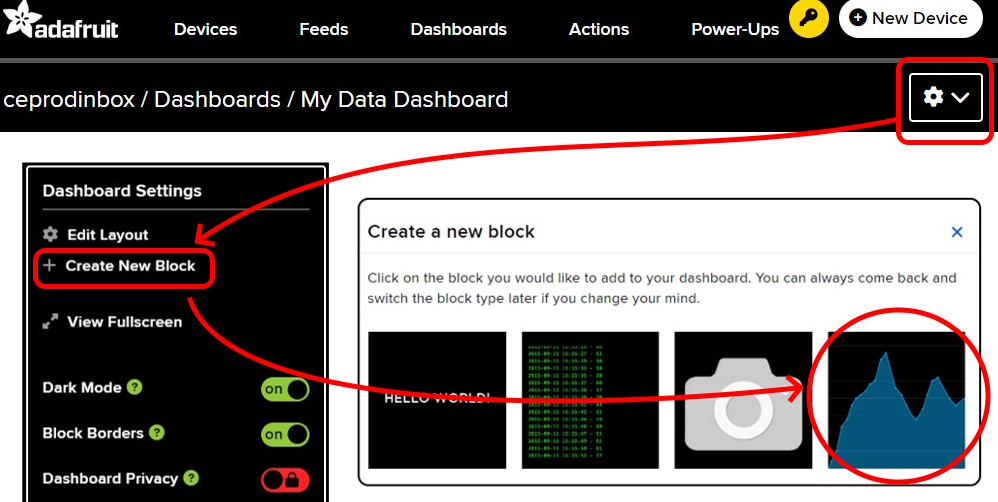 adafruit
Devices
Feeds
Dashboards
Actions
Power-Ups
New Device
ceprodinbox / Dashboards / My Data Dashboard
Dashboard Settings
Edit Layout
Create New Block
View Fullscreen
Dark Mode ?
on
Block Borders ?
on
Dashboard Privacy ?
Create a new block
Click on the block you would like to add to your dashboard. You can always come back and
switch the block type later if you change your mind.
HELLO WORLD!